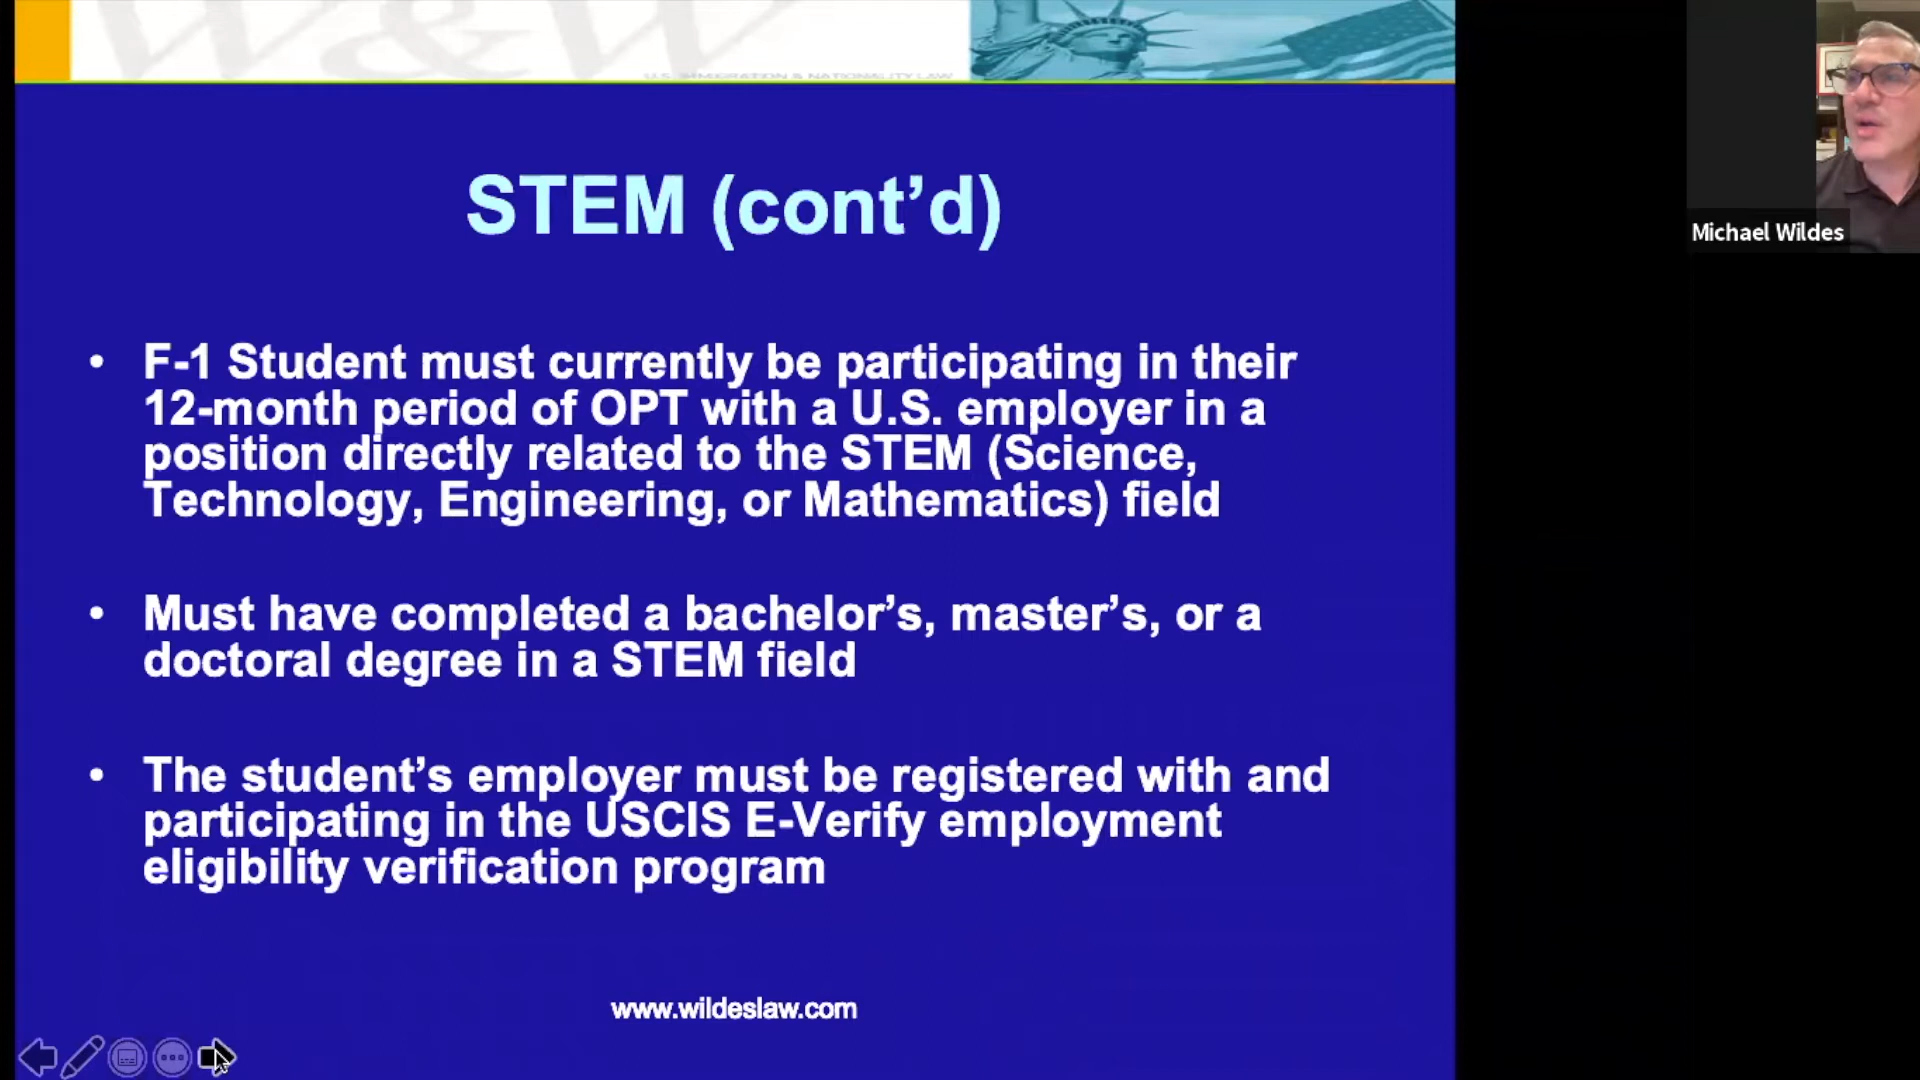 W&W
U.S. IMMIGRATION & NATIONALITY LAW
STEM (cont’d)
• F-1 Student must currently be participating in their
12-month period of OPT with a U.S. employer in a
position directly related to the STEM (Science,
Technology, Engineering, or Mathematics) field
• Must have completed a bachelor’s, master’s, or a
doctoral degree in a STEM field
• The student’s employer must be registered with and
participating in the USCIS E-Verify employment
eligibility verification program
www.wildeslaw.com
Michael Wildes